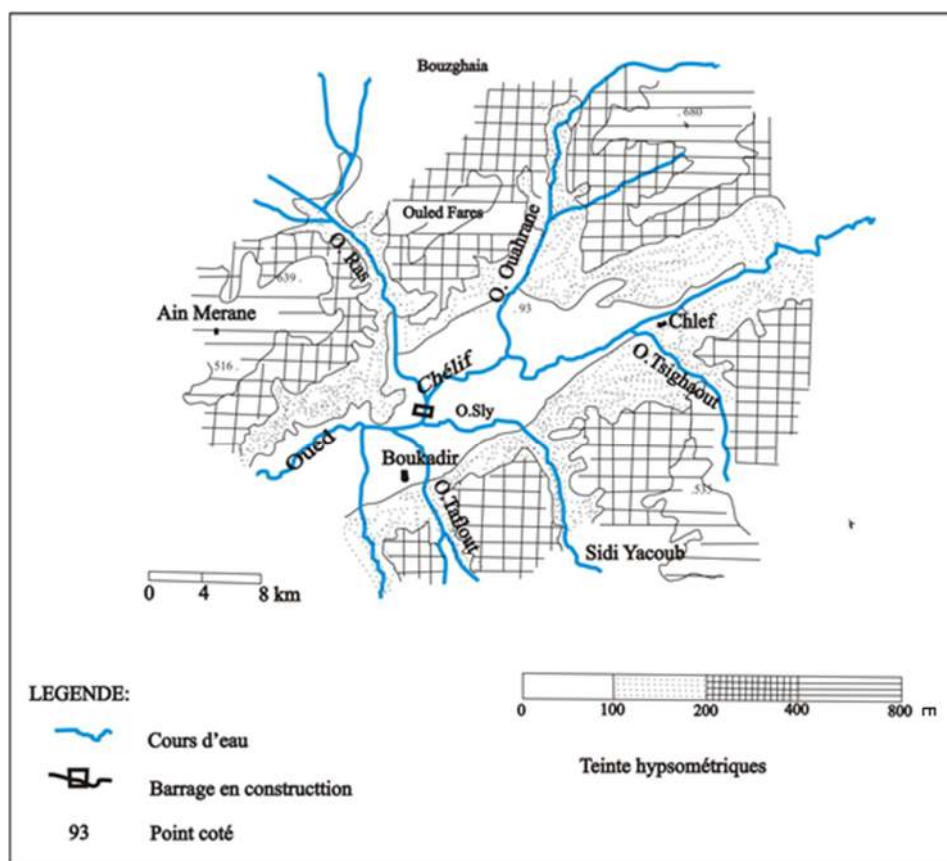 Bouzghaia
.680
Ouled Fares
O. Ouahrane
O. Ras
.639
93
Ain Merane
Chlef
.516
Chélif
O.Tsighaout
O.Sly
Oued
Boukadir
.535
O.Taflout
Sidi Yacoub
0 4 8 km
LEGENDE:
0 100 200 400 800 m
Cours d'eau
Teinte hypsométriques
Barrage en constructtion
93 Point coté